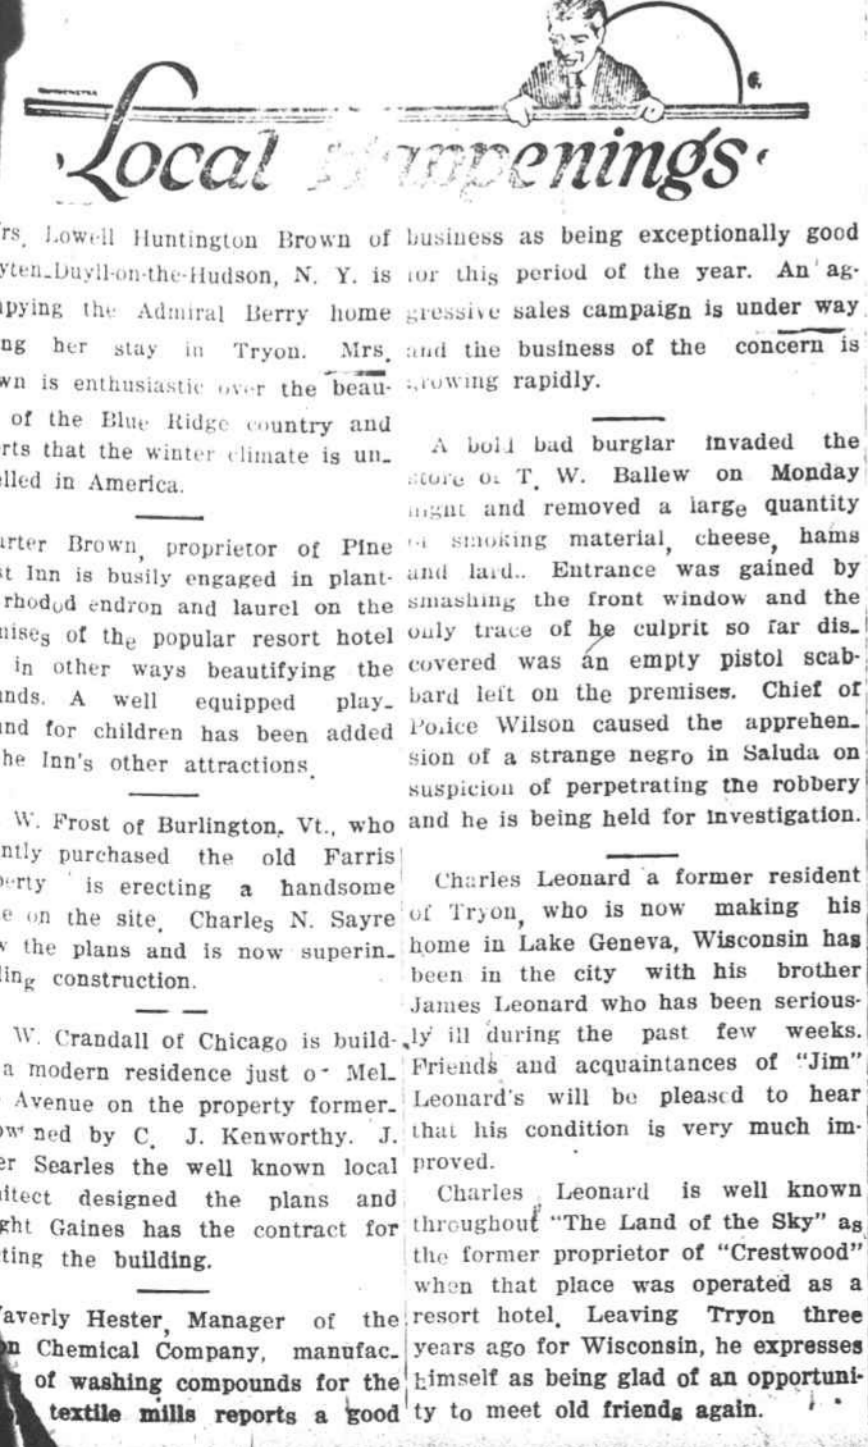 Local Happenings
rs. Lowell Huntington Brown of
yten-Duyll-on-the-Hudson, N. Y. is
pying the Admiral Berry home
ng her stay in Tryon. Mrs.
wn is enthusiastic over the beau-
of the Blue Ridge country and
rts that the winter climate is un-
lled in America.
arter Brown, proprietor of Pine
t Inn is busily engaged in plant-
rhodod endron and laurel on the
mises of the popular resort hotel
in other ways beautifying the
unds. A well equipped play-
und for children has been added
he Inn's other attractions.
W. Frost of Burlington, Vt., who
ntly purchased the old Farris
perty is erecting a handsome
e on the site. Charles N. Sayre
w the plans and is now superin-
ding construction.
W. Crandall of Chicago is build-
a modern residence just o- Mel-
Avenue on the property former-
ow ned by C. J. Kenworthy. J.
er Searles the well known local
itect designed the plans and
ght Gaines has the contract for
ting the building.
averly Hester, Manager of the
n Chemical Company, manufac-
of washing compounds for the
textile mills reports a good
business as being exceptionally good
for this period of the year. An ag-
gressive sales campaign is under way
and the business of the concern is
growing rapidly.
A bold bad burglar invaded the
store of T. W. Ballew on Monday
night and removed a large quantity
of smoking material, cheese, hams
and lard.. Entrance was gained by
smashing the front window and the
only trace of he culprit so far dis-
covered was an empty pistol scab-
bard left on the premises. Chief of
Police Wilson caused the apprehen-
sion of a strange negro in Saluda on
suspicion of perpetrating the robbery
and he is being held for investigation.
Charles Leonard a former resident
of Tryon, who is now making his
home in Lake Geneva, Wisconsin has
been in the city with his brother
James Leonard who has been serious-
ly ill during the past few weeks.
Friends and acquaintances of "Jim"
Leonard's will be pleased to hear
that his condition is very much im-
proved.
Charles Leonard is well known
throughout "The Land of the Sky" as
the former proprietor of "Crestwood"
when that place was operated as a
resort hotel. Leaving Tryon three
years ago for Wisconsin, he expresses
himself as being glad of an opportuni-
ty to meet old friends again.